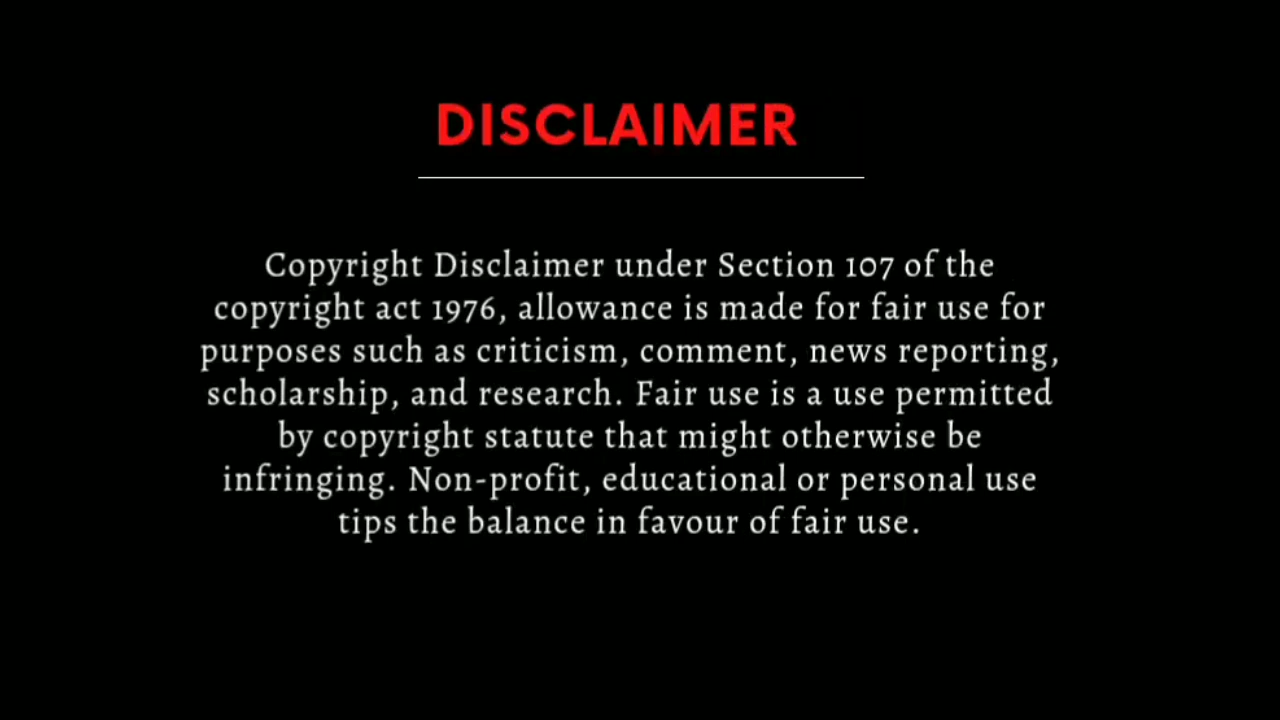 DISCLAIMER
Copyright Disclaimer under Section 107 of the
copyright act 1976, allowance is made for fair use for
purposes such as criticism, comment, news reporting,
scholarship, and research. Fair use is a use permitted
by copyright statute that might otherwise be
infringing. Non-profit, educational or personal use
tips the balance in favour of fair use.